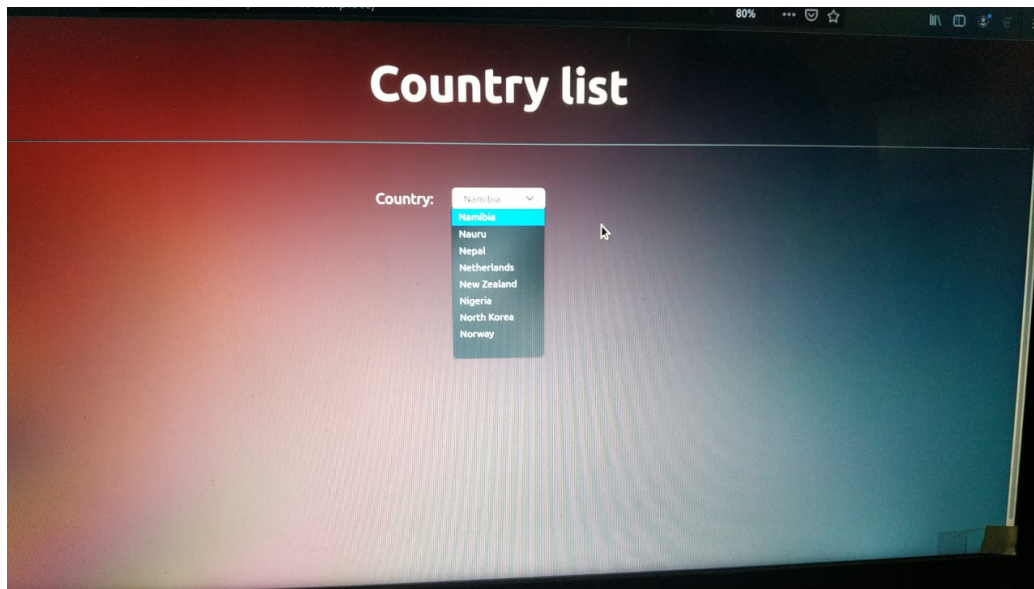 80%
Country list
Country: Namibia
Namibia
Nauru
Nepal
Netherlands
New Zealand
Nigeria
North Korea
Norway